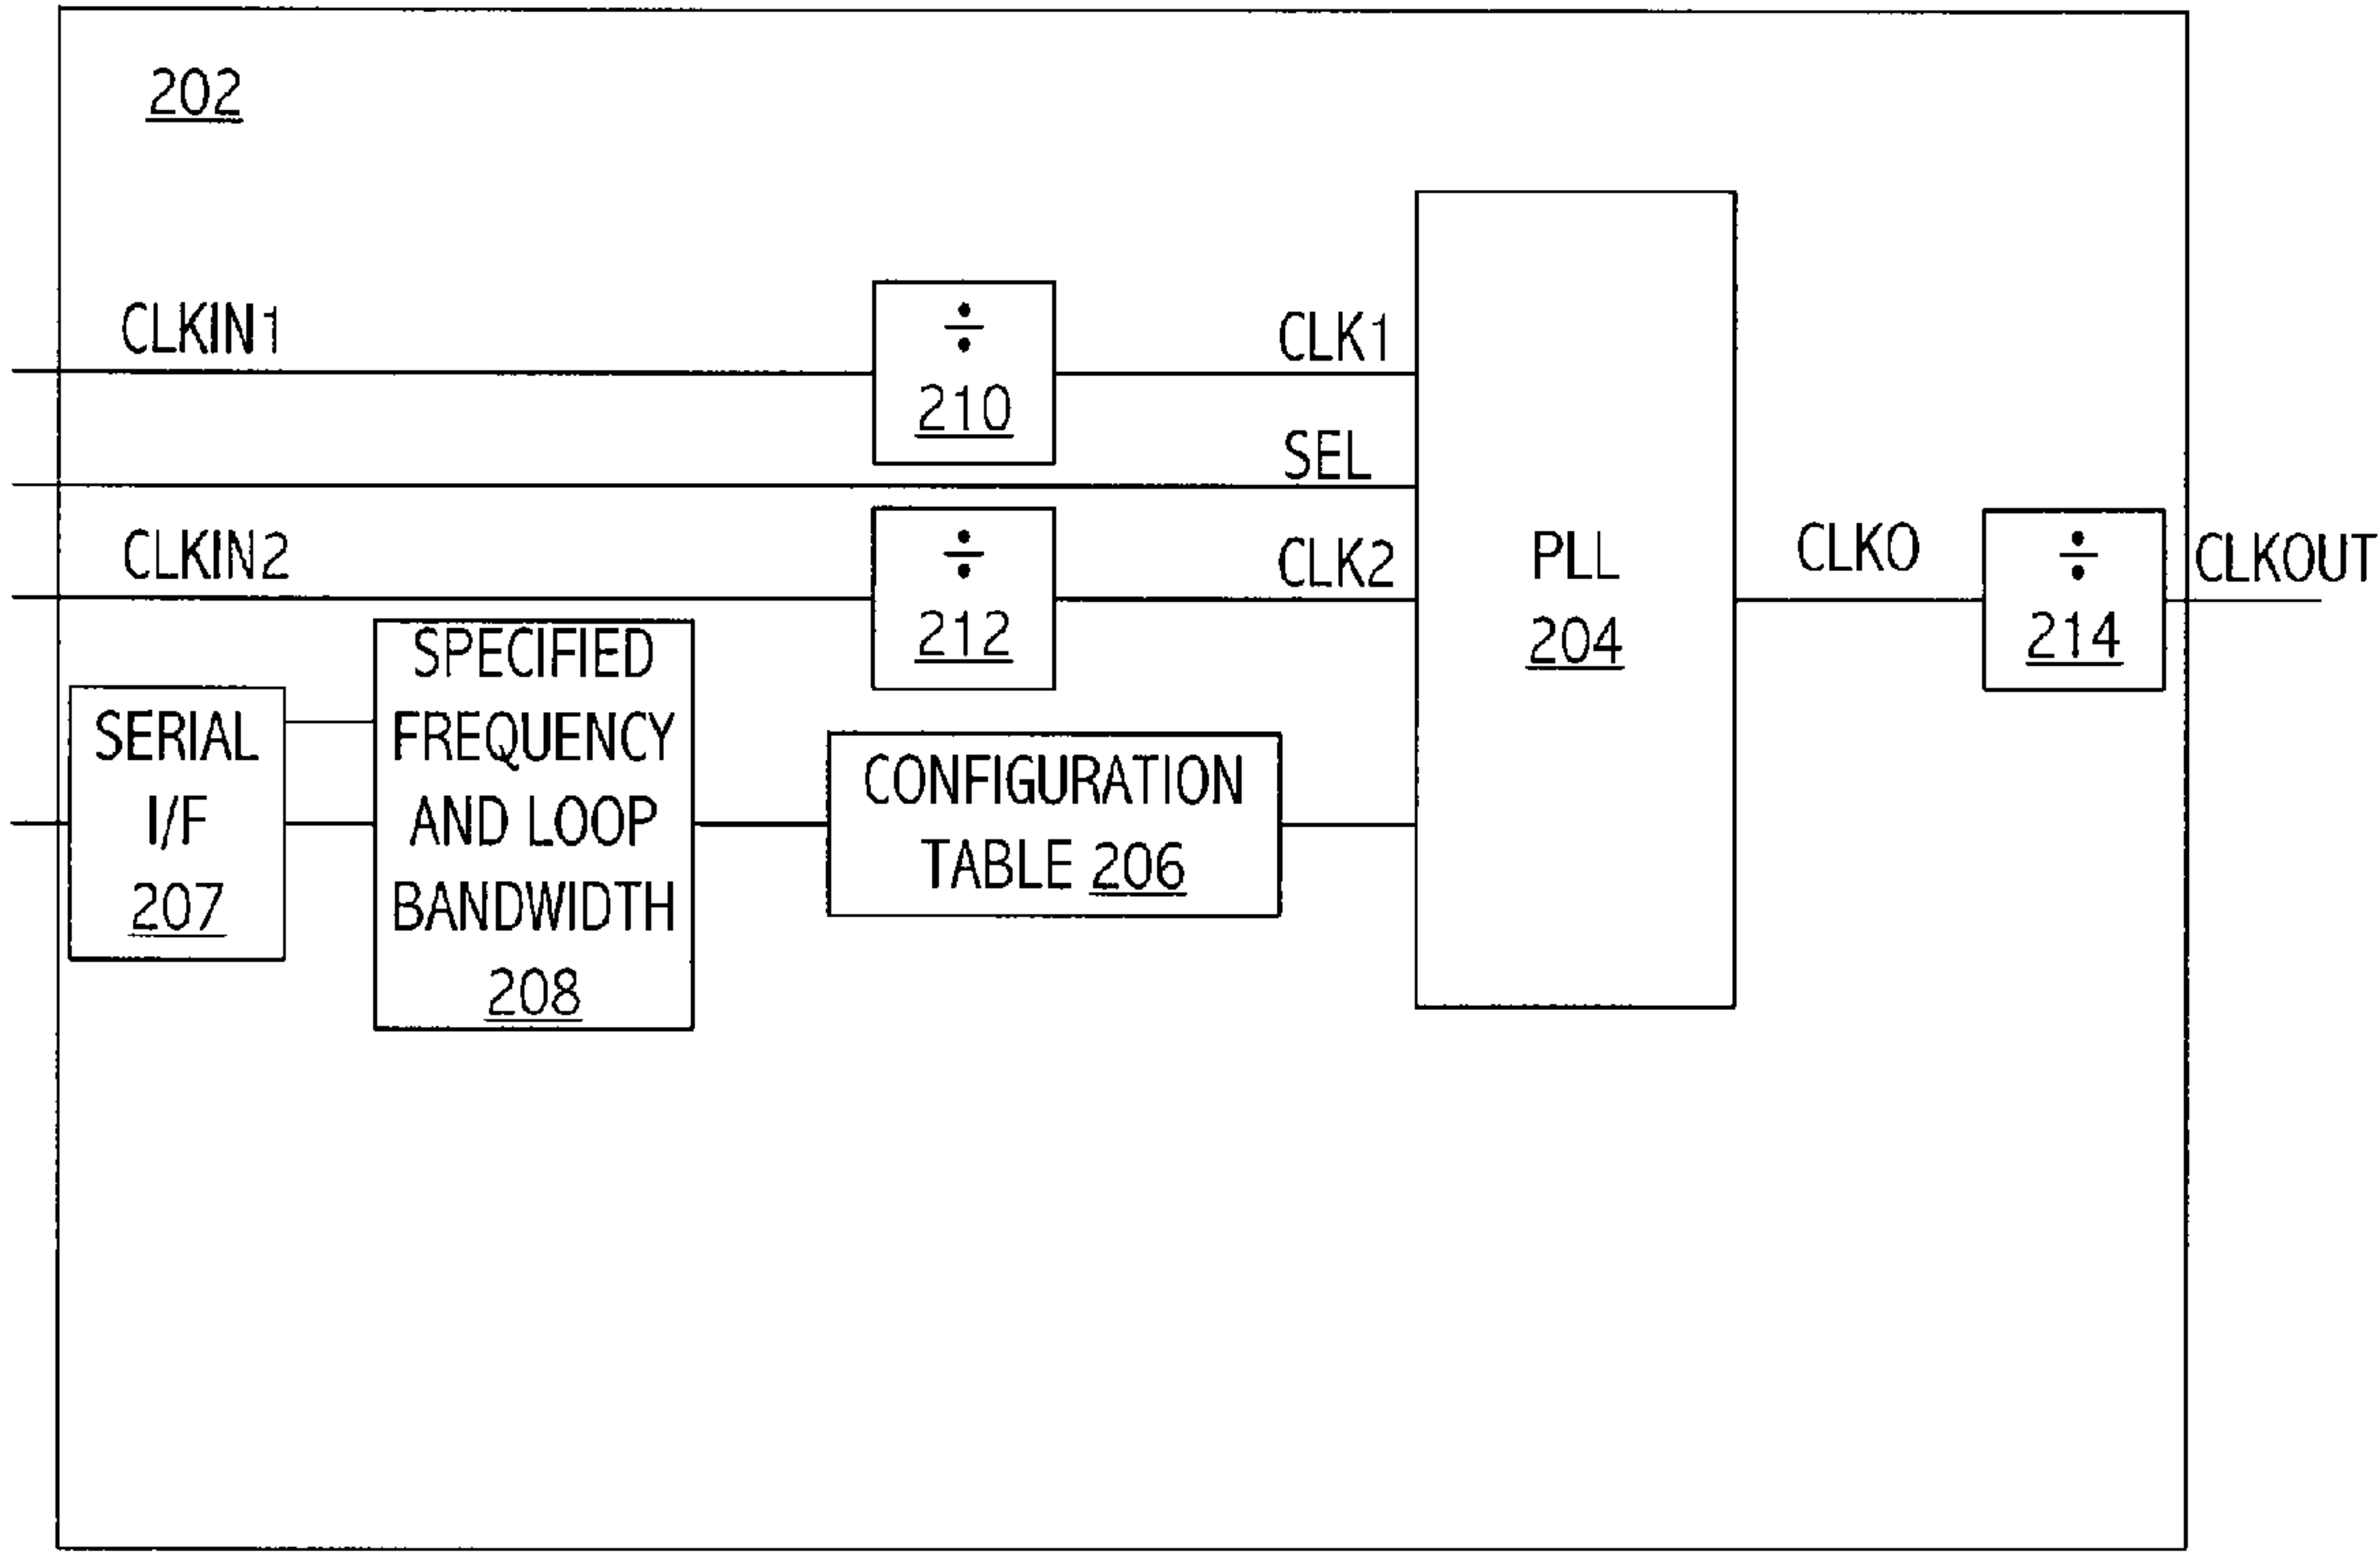 202
CLKIN1
÷
210
CLK1
SEL
CLKIN2
÷
212
CLK2
PLL
204
CLKO
÷
214
CLKOUT
SERIAL
I/F
207
SPECIFIED
FREQUENCY
AND LOOP
BANDWIDTH
208
CONFIGURATION
TABLE 206